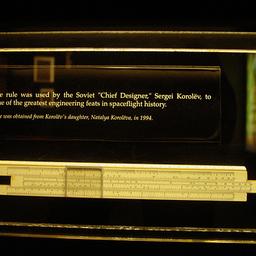 e rule was used by the Soviet "Chief Designer," Sergei Korolëv, to
e of the greatest engineering feats in spaceflight history.
e was obtained from Korolëv's daughter, Natalya Korolëva, in 1994.